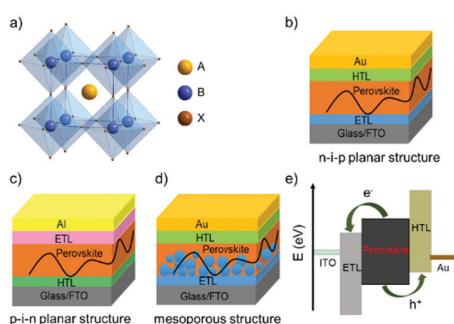 a)
A
B
X
b)
Au
HTL
Perovskite
ETL
Glass/FTO
n-i-p planar structure
c)
Al
ETL
Perovskite
HTL
Glass/FTO
p-i-n planar structure
d)
Au
HTL
Perovskite
ETL
Glass/FTO
mesoporous structure
e)
E (eV)
e-
HTL
Perovskite
ITO
ETL
Au
h+